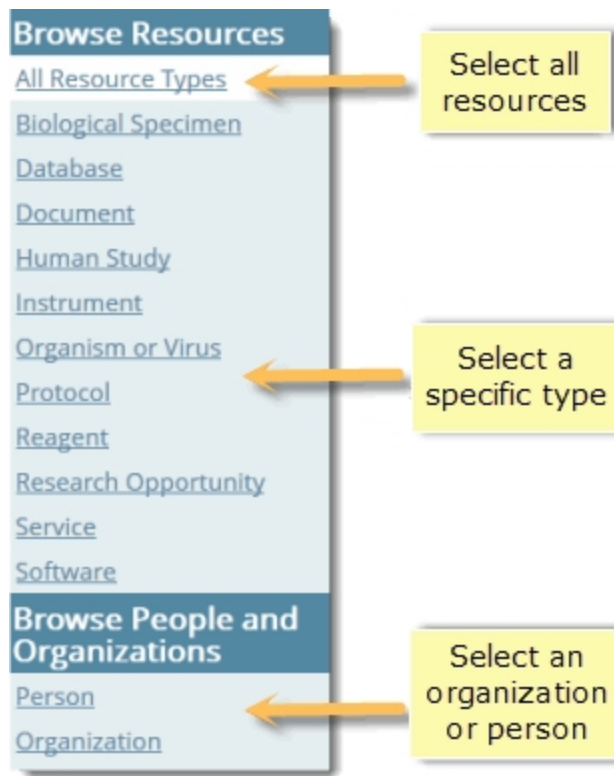 Browse Resources
All Resource Types
Biological Specimen
Database
Document
Human Study
Instrument
Organism or Virus
Protocol
Reagent
Research Opportunity
Service
Software
Browse People and
Organizations
Person
Organization
Select all
resources
Select a
specific type
Select an
organization
or person